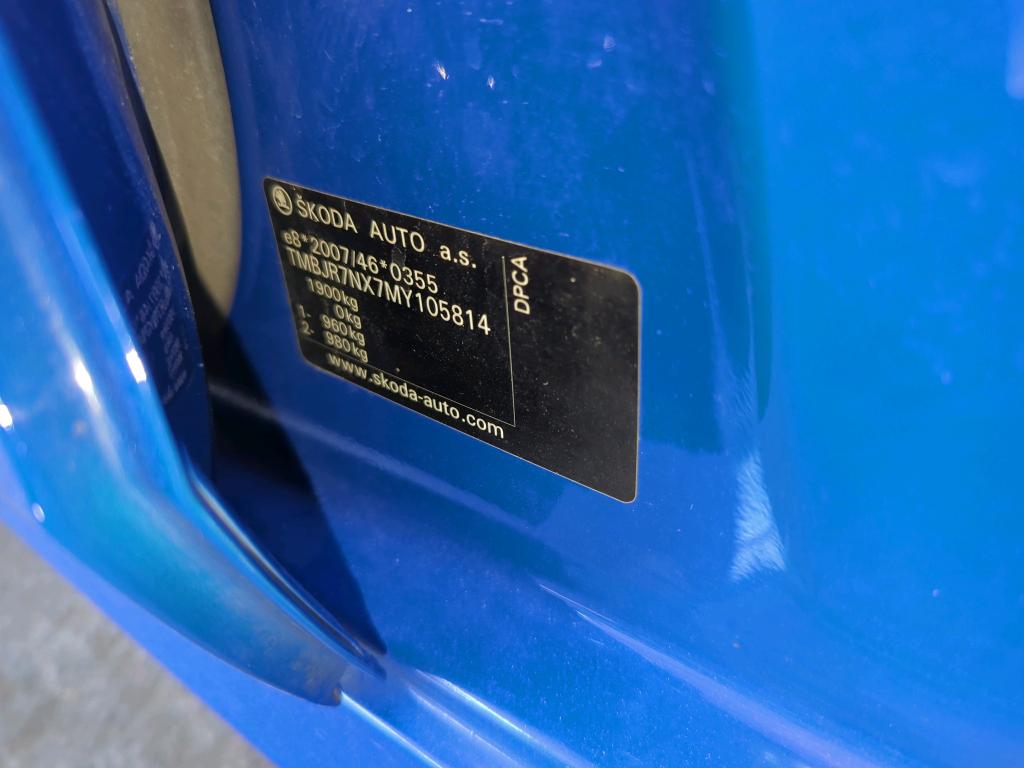 ŠKODA AUTO a.s.
e8*2007/46*0355
TMBJR7NX7MY105814
1900kg
0kg
1- 960kg
2- 980kg
www.skoda-auto.com
DPCA